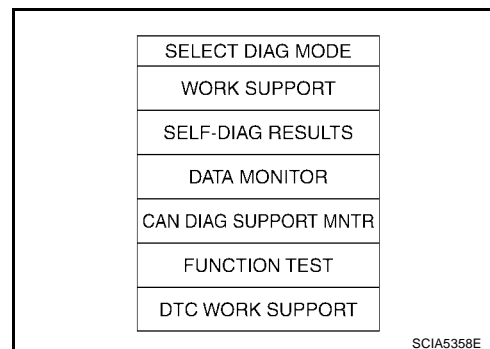 SELECT DIAG MODE
WORK SUPPORT
SELF-DIAG RESULTS
DATA MONITOR
CAN DIAG SUPPORT MNTR
FUNCTION TEST
DTC WORK SUPPORT
SCIA5358E